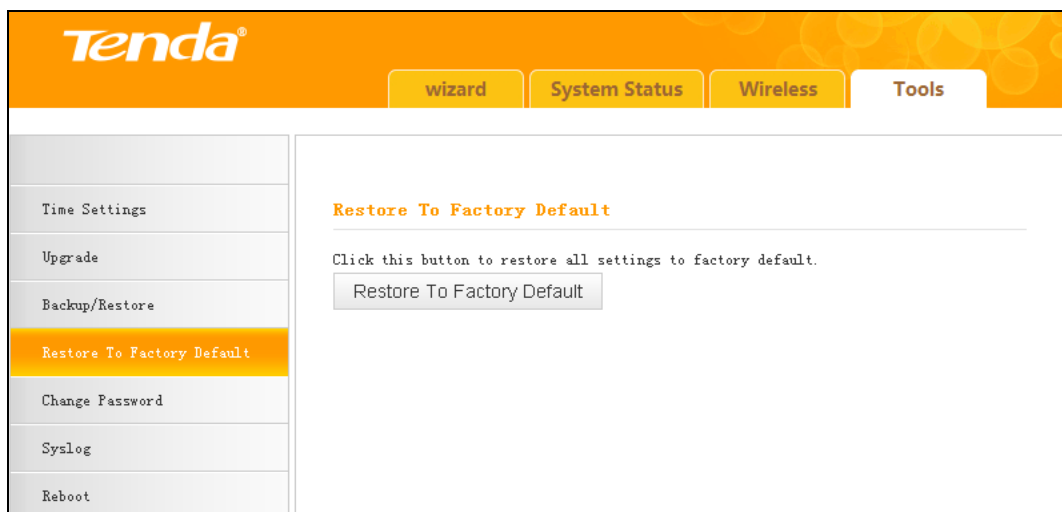 Tenda®
wizard System Status Wireless Tools
Time Settings
Upgrade
Backup/Restore
Restore To Factory Default
Change Password
Syslog
Reboot
Restore To Factory Default
Click this button to restore all settings to factory default.
Restore To Factory Default